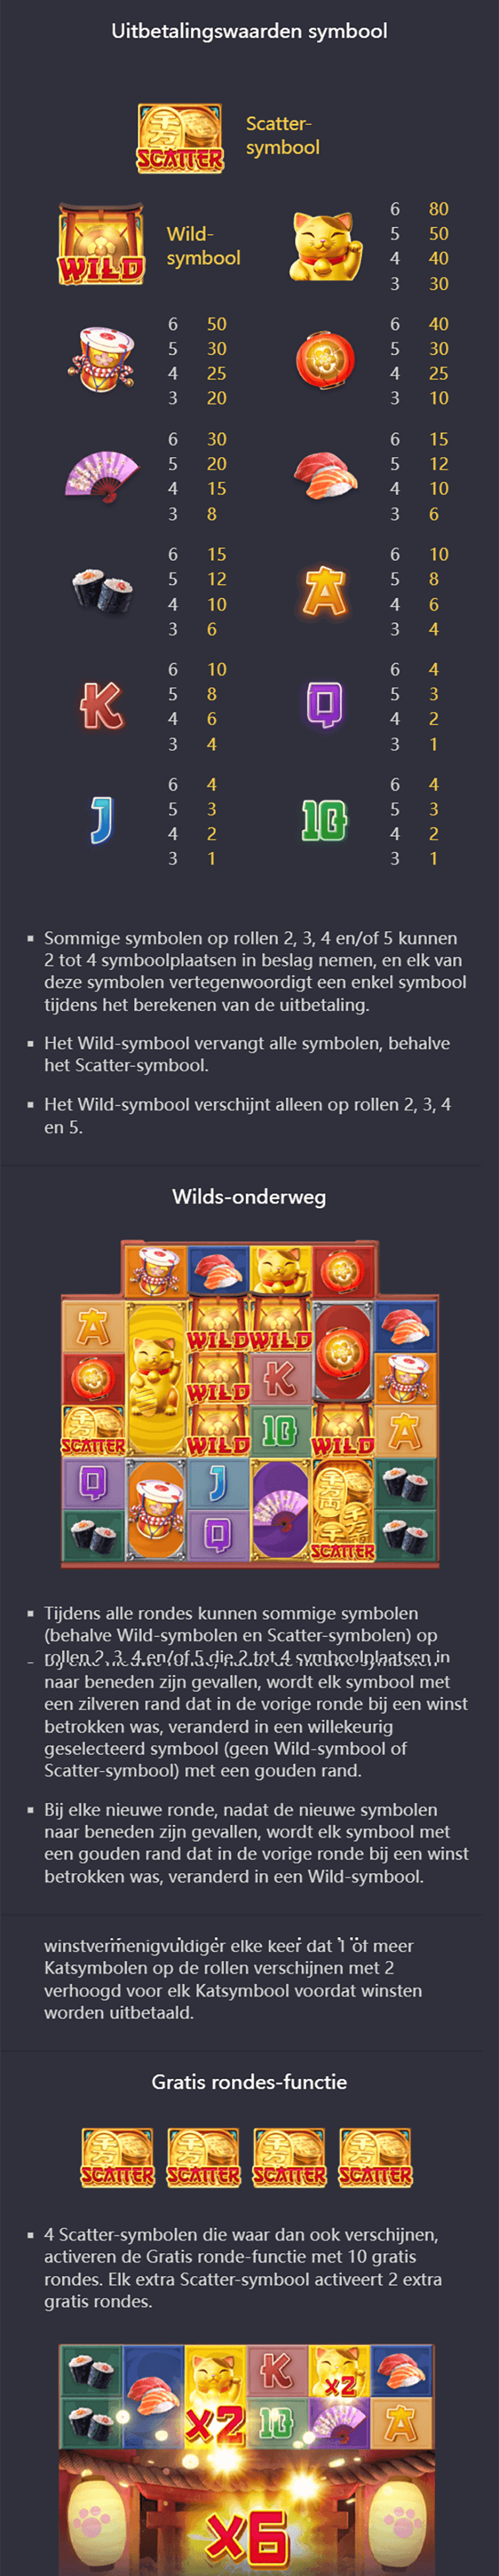 Uitbetalingswaarden symbool
SCATTER
Scatter-
symbool
WILD
Wild-
symbool
6 80
5 50
4 40
3 30
6 50
5 30
4 25
3 20
6 40
5 30
4 25
3 10
6 30
5 20
4 15
3 8
6 15
5 12
4 10
3 6
6 15
5 12
4 10
3 6
A
6 10
5 8
4 6
3 4
K
6 10
5 8
4 6
3 4
Q
6 4
5 3
4 2
3 1
J
6 4
5 3
4 2
3 1
10
6 4
5 3
4 2
3 1
Sommige symbolen op rollen 2, 3, 4 en/of 5 kunnen
2 tot 4 symboolplaatsen in beslag nemen, en elk van
deze symbolen vertegenwoordigt een enkel symbool
tijdens het berekenen van de uitbetaling.
Het Wild-symbool vervangt alle symbolen, behalve
het Scatter-symbool.
Het Wild-symbool verschijnt alleen op rollen 2, 3, 4
en 5.
Wilds-onderweg
A WILD WILD
WILD K
SCATTER WILD 10 WILD A
Q J
Q SCATTER
Tijdens alle rondes kunnen sommige symbolen
(behalve Wild-symbolen en Scatter-symbolen) op
rollen 2, 3, 4 en/of 5 die 2 tot 4 symboolplaatsen in
naar beneden zijn gevallen, wordt elk symbool met
een zilveren rand dat in de vorige ronde bij een winst
betrokken was, veranderd in een willekeurig
geselecteerd symbool (geen Wild-symbool of
Scatter-symbool) met een gouden rand.
Bij elke nieuwe ronde, nadat de nieuwe symbolen
naar beneden zijn gevallen, wordt elk symbool met
een gouden rand dat in de vorige ronde bij een winst
betrokken was, veranderd in een Wild-symbool.
winstvermenigvuldiger elke keer dat 1 of meer
Katsymbolen op de rollen verschijnen met 2
verhoogd voor elk Katsymbool voordat winsten
worden uitbetaald.
Gratis rondes-functie
SCATTER SCATTER SCATTER SCATTER
4 Scatter-symbolen die waar dan ook verschijnen,
activeren de Gratis ronde-functie met 10 gratis
rondes. Elk extra Scatter-symbool activeert 2 extra
gratis rondes.
K x2
x2 10 A
x6